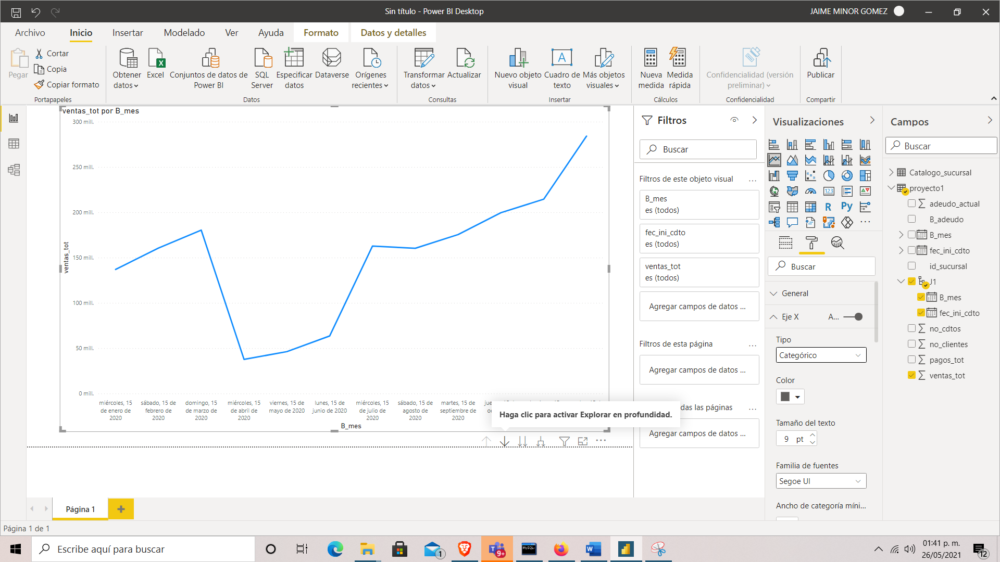 Sin título - Power BI Desktop
JAIME MINOR GOMEZ
Archivo
Inicio
Insertar
Modelado
Ver
Ayuda
Formato
Datos y detalles
Pegar
Cortar
Copia
Copiar formato
Portapapeles
Obtener
datos
Excel
Conjuntos de datos de
Power BI
SQL
Server
Especificar
datos
Dataverse
Orígenes
recientes
Datos
Transformar
datos
Actualizar
Consultas
Nuevo objeto
visual
Cuadro de
texto
Más objetos
visuales
Insertar
Nueva
medida
Medida
rápida
Cálculos
Confidencialidad (versión
preliminar)
Confidencialidad
Publicar
Compartir
ventas_tot por B_mes
300 mill.
250 mill.
200 mill.
150 mill.
100 mill.
50 mill.
0 mill.
ventas_tot
miércoles, 15
de enero de
2020
sábado, 15 de
febrero de
2020
domingo, 15
de marzo de
2020
miércoles, 15
de abril de
2020
viernes, 15 de
mayo de 2020
lunes, 15 de
junio de 2020
miércoles, 15
de julio de
2020
sábado, 15 de
agosto de
2020
martes, 15 de
septiembre de
2020
B_mes
Haga clic para activar Explorar en profundidad.
Filtros
Buscar
Filtros de este objeto visual
...
B_mes
es (todos)
fec_ini_cdto
es (todos)
ventas_tot
es (todos)
Agregar campos de datos ...
Filtros de esta página
...
Agregar campos de datos ...
das las páginas
...
Agregar campos de datos ...
Visualizaciones
123
R
Py
...
Buscar
General
Eje X
A...
Tipo
Categórico
Color
Tamaño del texto
9 pt
Familia de fuentes
Segoe UI
Ancho de categoría míni...
Campos
Buscar
Catalogo_sucursal
proyecto1
adeudo_actual
B_adeudo
B_mes
fec_ini_cdto
id_sucursal
J1
B_mes
fec_ini_cdto
no_cdtos
no_clientes
pagos_tot
ventas_tot
Página 1
Página 1 de 1
Escribe aquí para buscar
1
9+
MySQL
01:41 p. m.
26/05/2021
12